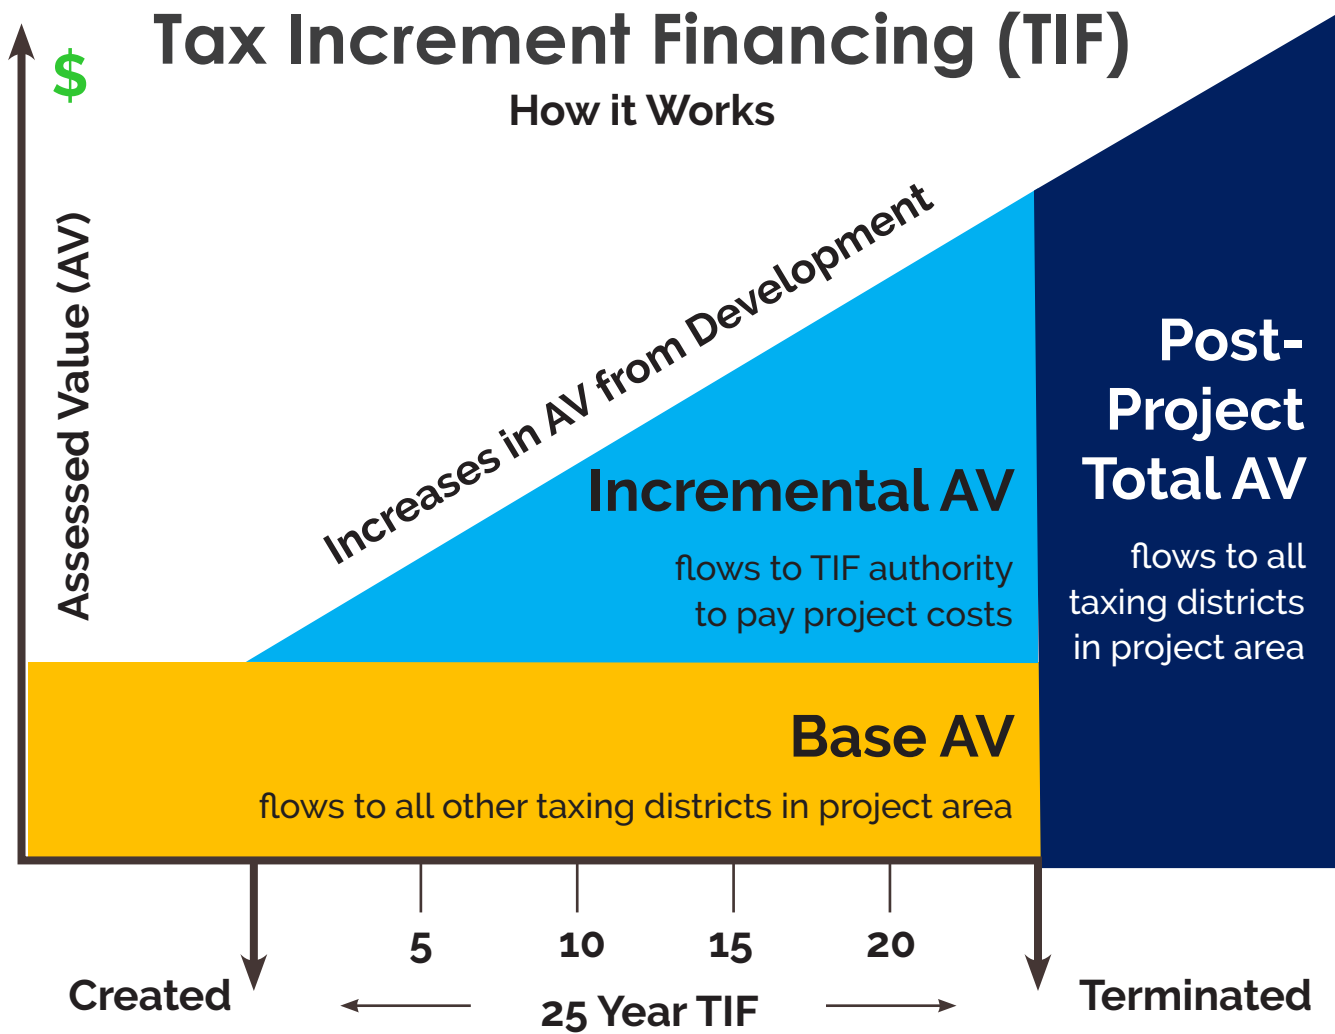 Tax Increment Financing (TIF)
How it Works
$
Assessed Value (AV)
Increases in AV from Development
Incremental AV
flows to TIF authority
to pay project costs
Post-
Project
Total AV
flows to all
taxing districts
in project area
Base AV
flows to all other taxing districts in project area
5 10 15 20
Created
25 Year TIF
Terminated